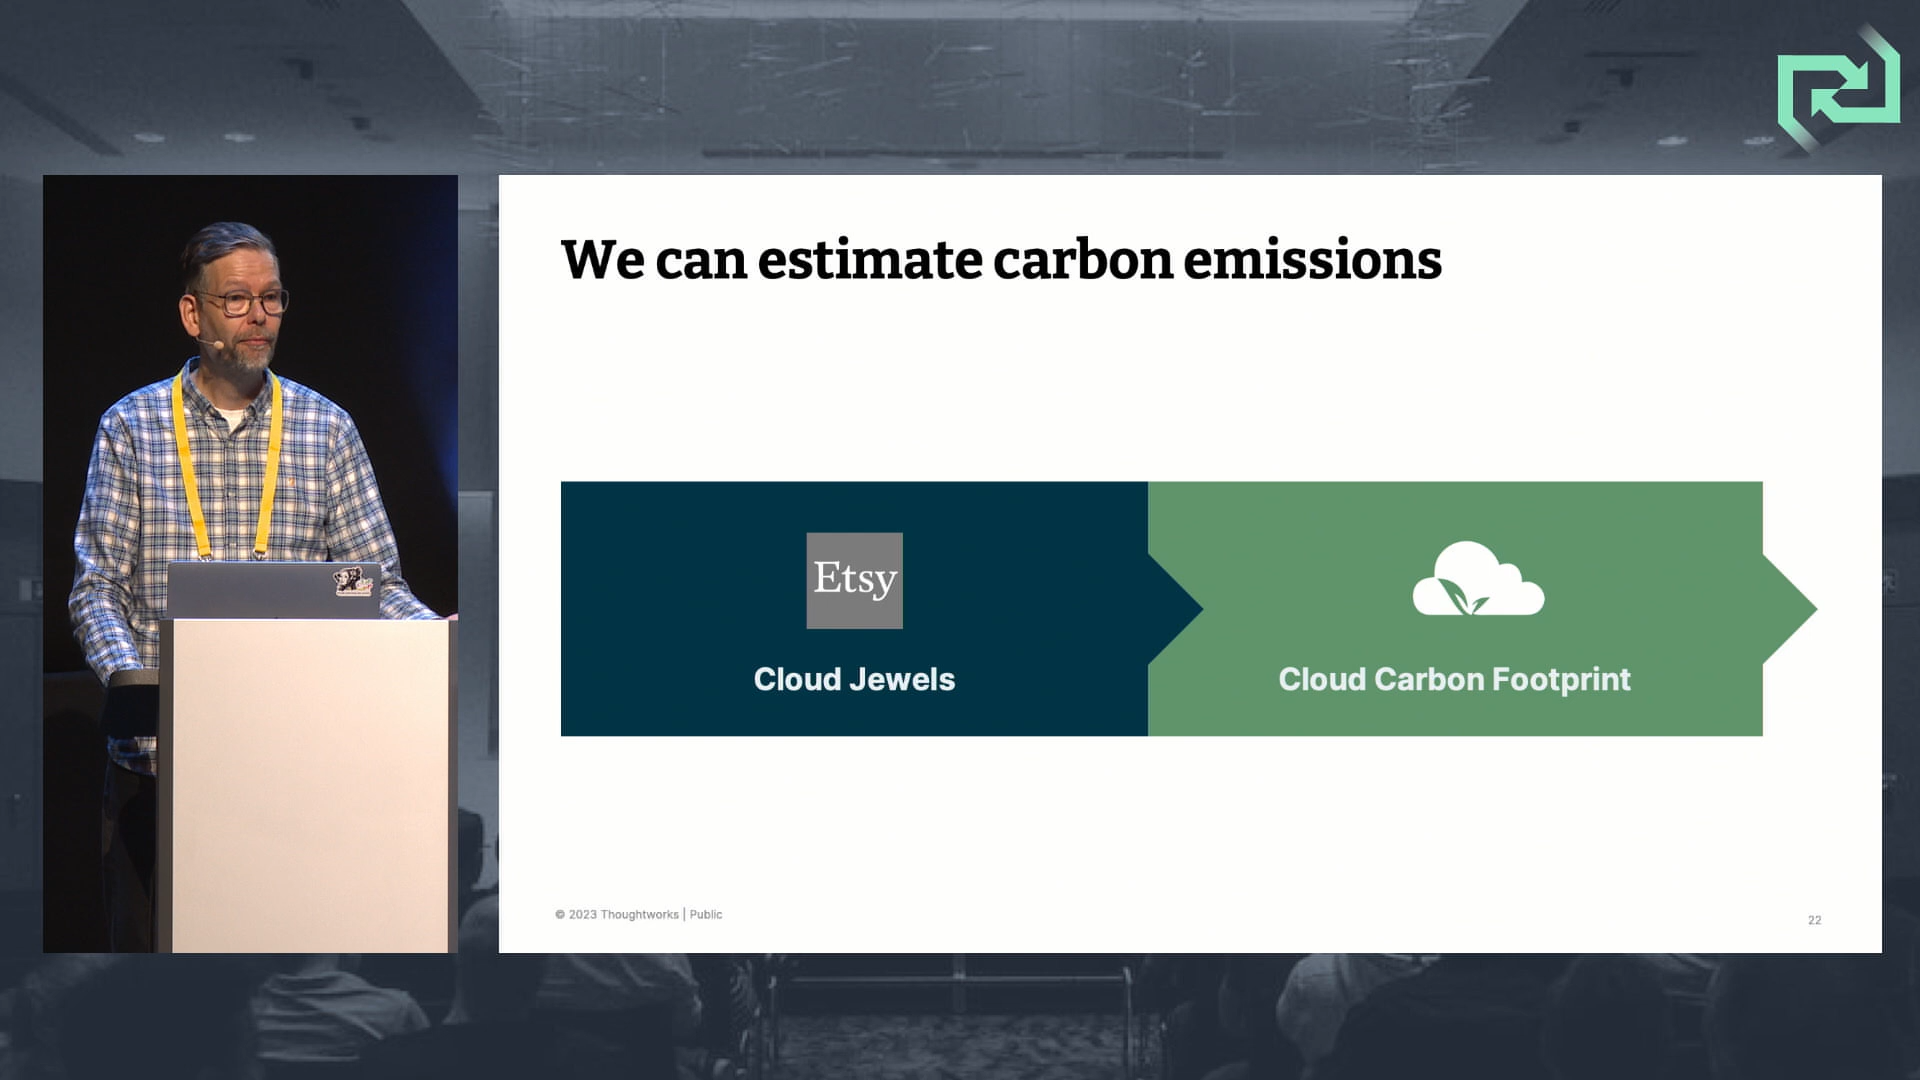 We can estimate carbon emissions
Etsy
Cloud Jewels
Cloud Carbon Footprint
© 2023 Thoughtworks | Public
22